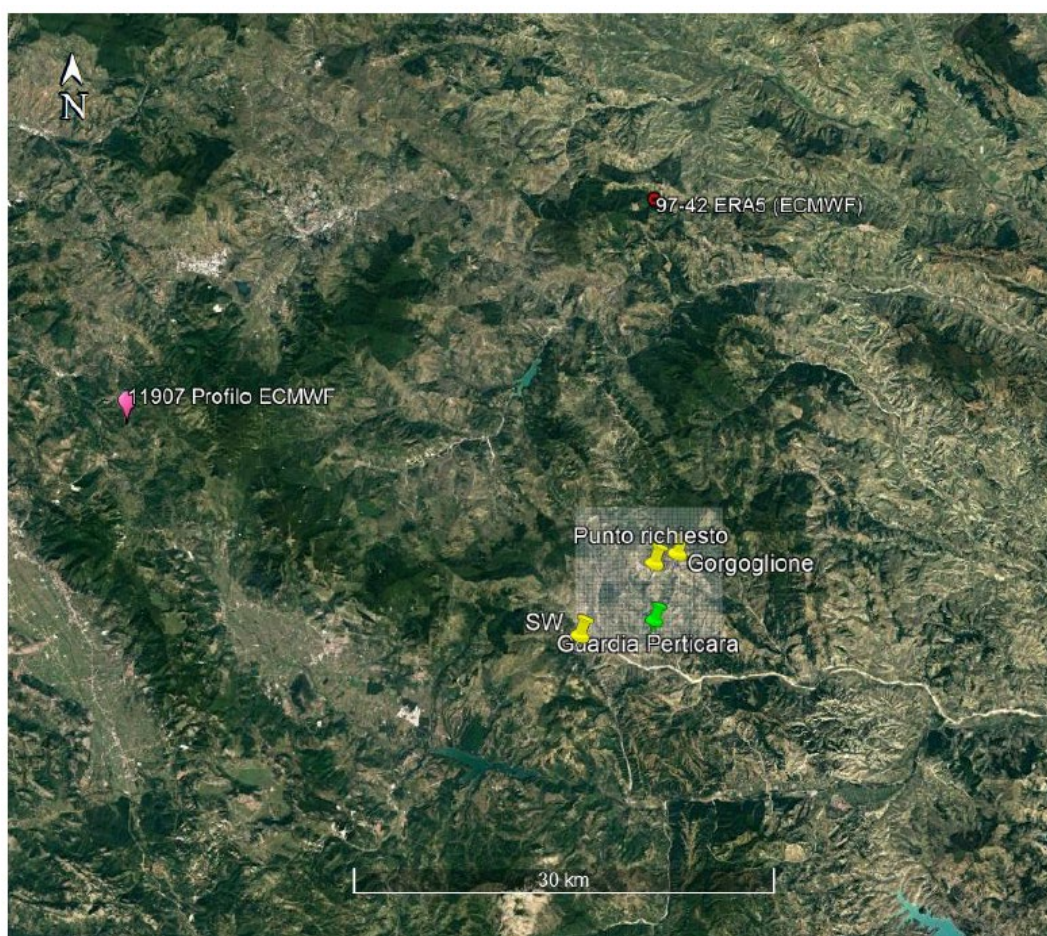 N
97-42 ERA5 (ECMWF)
11907 Profilo ECMWF
Punto richiesto
Gorgoglione
SW
Guardia Perticara
30 km